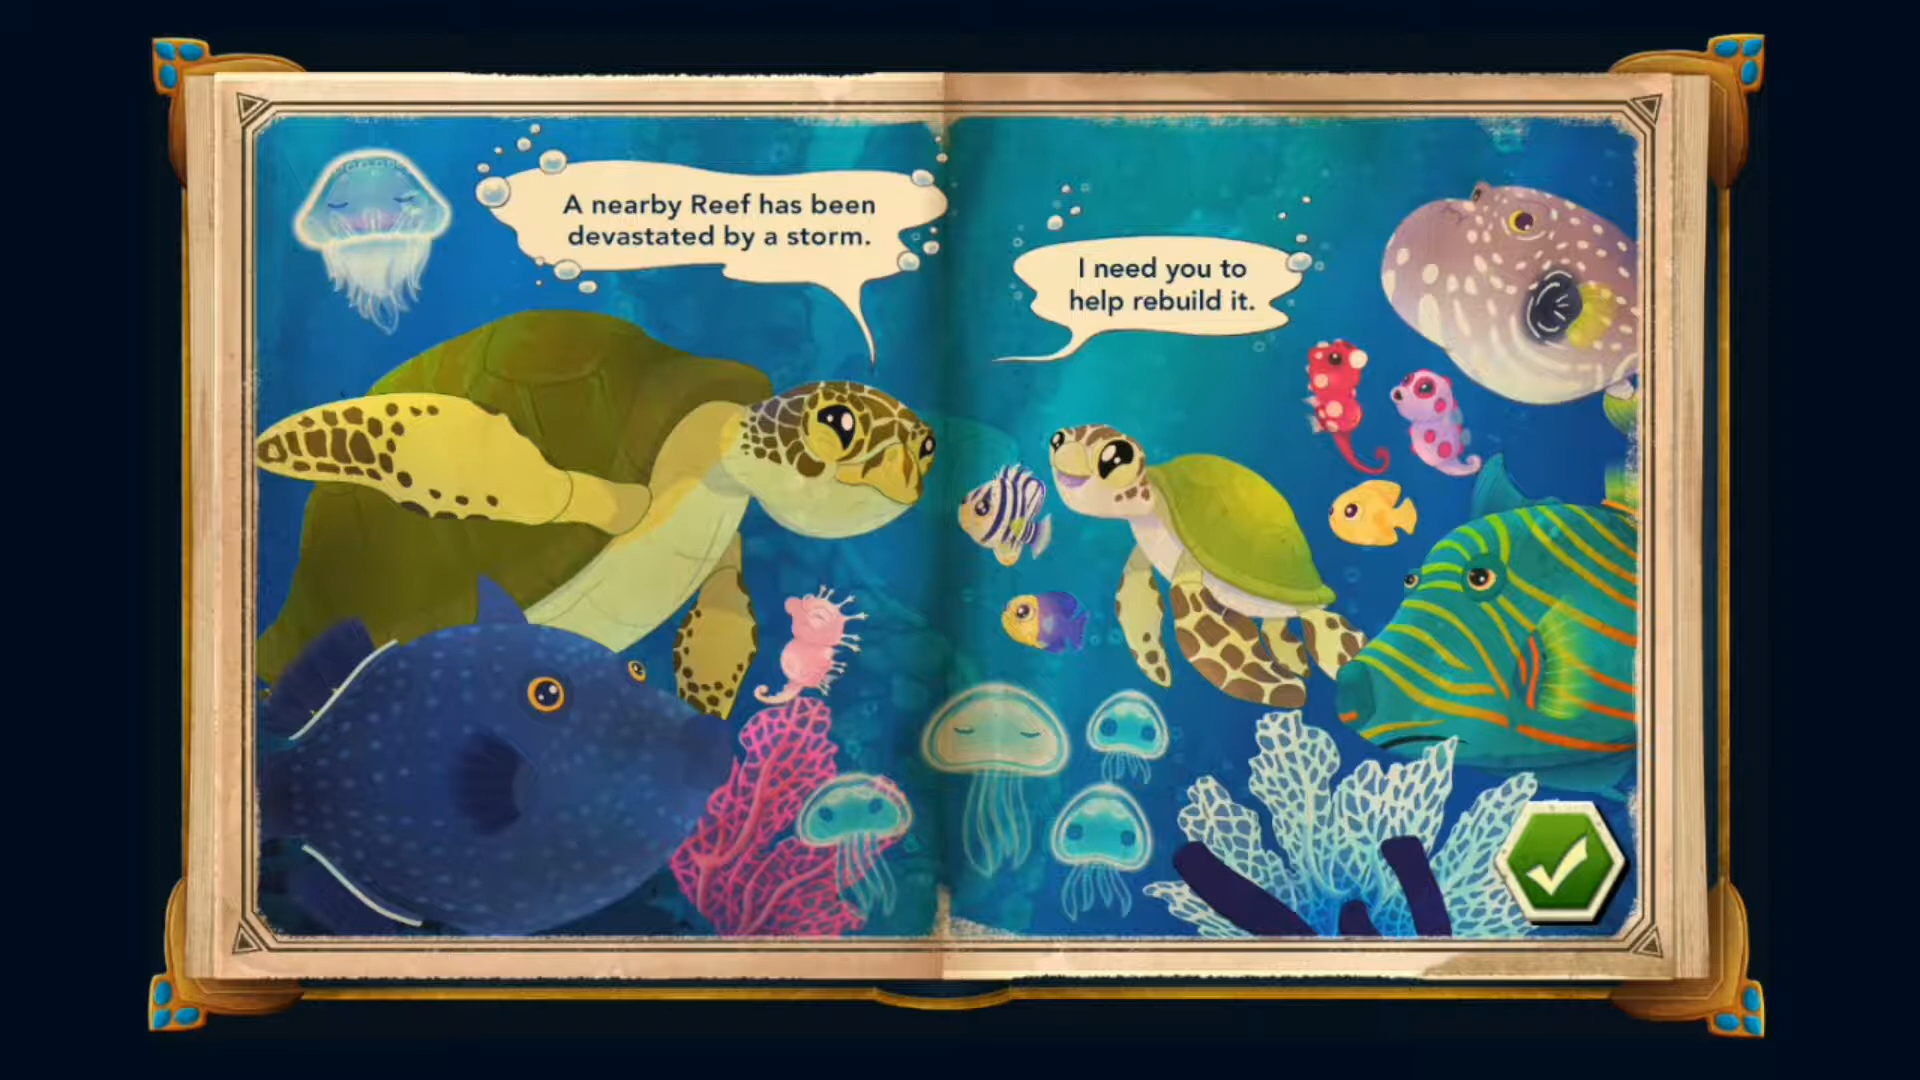 A nearby Reef has been
devastated by a storm.
I need you to
help rebuild it.